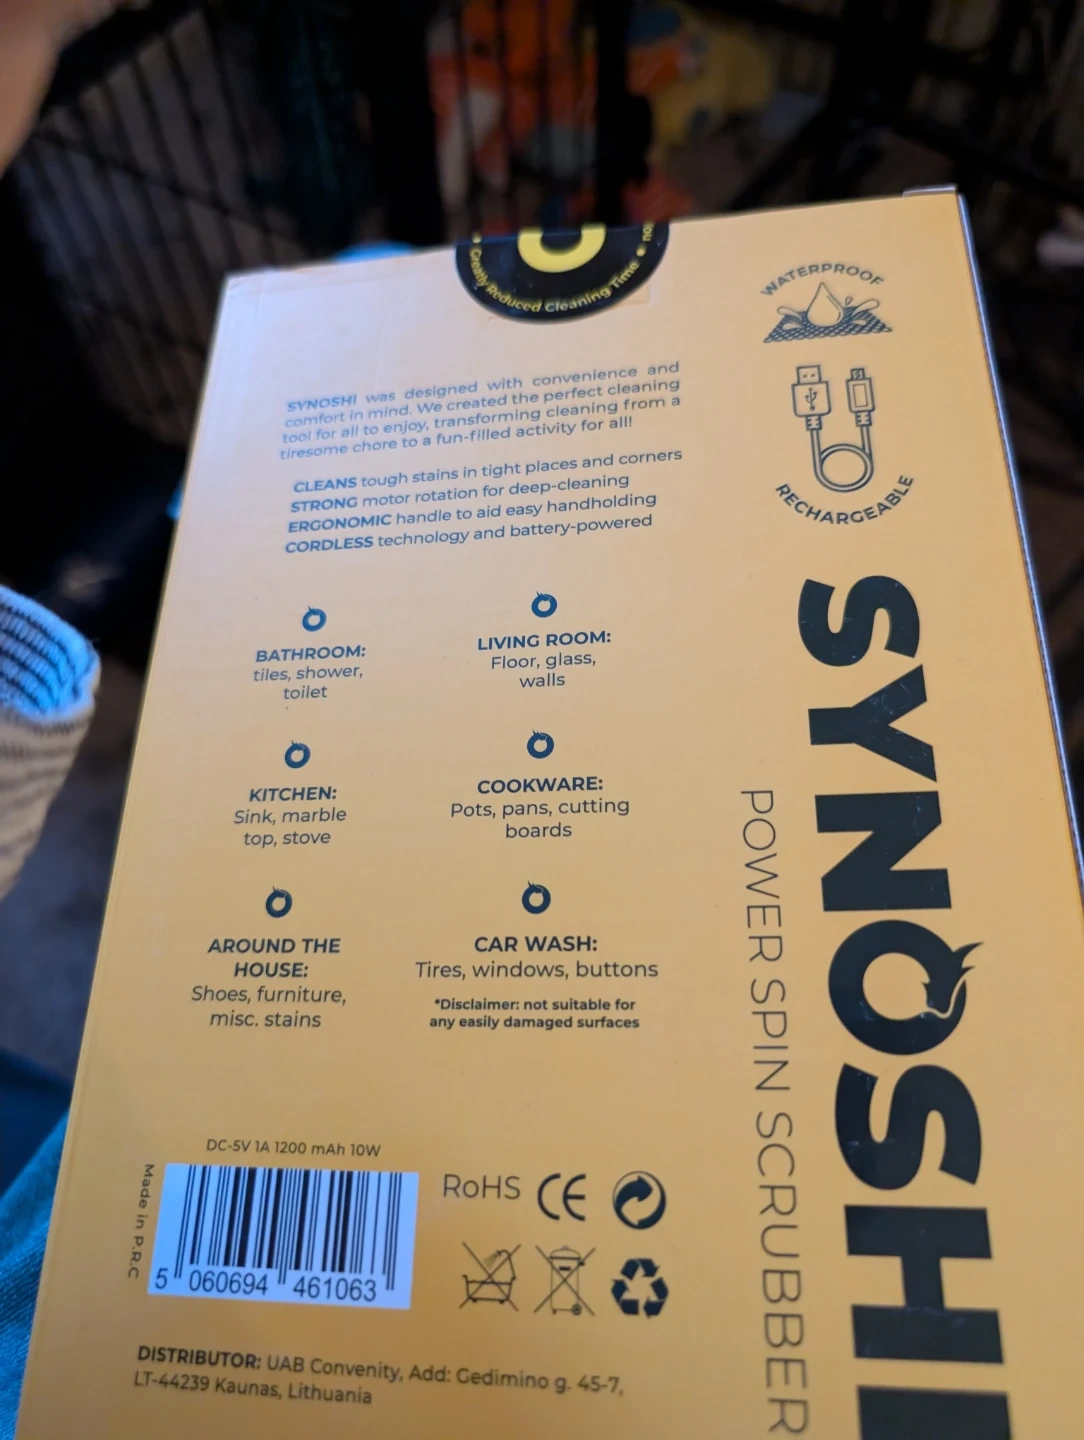 Greatly Reduced Cleaning Time
WATERPROOF
RECHARGEABLE
SYNOSHI was designed with convenience and
comfort in mind. We created the perfect cleaning
tool for all to enjoy, transforming cleaning from a
tiresome chore to a fun-filled activity for all!
CLEANS tough stains in tight places and corners
STRONG motor rotation for deep-cleaning
ERGONOMIC handle to aid easy handholding
CORDLESS technology and battery-powered
BATHROOM:
tiles, shower,
toilet
LIVING ROOM:
Floor, glass,
walls
KITCHEN:
Sink, marble
top, stove
COOKWARE:
Pots, pans, cutting
boards
AROUND THE
HOUSE:
Shoes, furniture,
misc. stains
CAR WASH:
Tires, windows, buttons
*Disclaimer: not suitable for
any easily damaged surfaces
SYNOSHI
POWER SPIN SCRUBBER
DC-5V 1A 1200 mAh 10W
Made in P.R.C
5 060694 461063
RoHS CE
DISTRIBUTOR: UAB Convenity, Add: Gedimino g. 45-7,
LT-44239 Kaunas, Lithuania